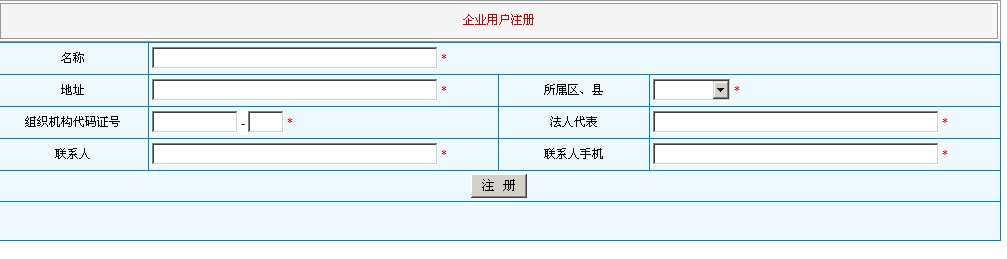 企业用户注册
名称 *
地址 * 所属区、县 *
组织机构代码证号 - * 法人代表 *
联系人 * 联系人手机 *
注 册